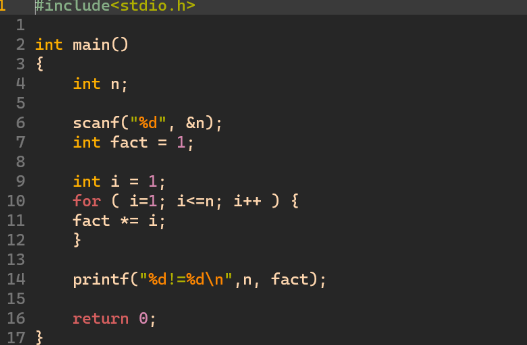 1 #include<stdio.h>
1
2 int main()
3 {
4     int n;
5
6     scanf("%d", &n);
7     int fact = 1;
8
9     int i = 1;
10     for ( i=1; i<=n; i++ ) {
11     fact *= i;
12     }
13
14     printf("%d!=%d\n",n, fact);
15
16     return 0;
17 }